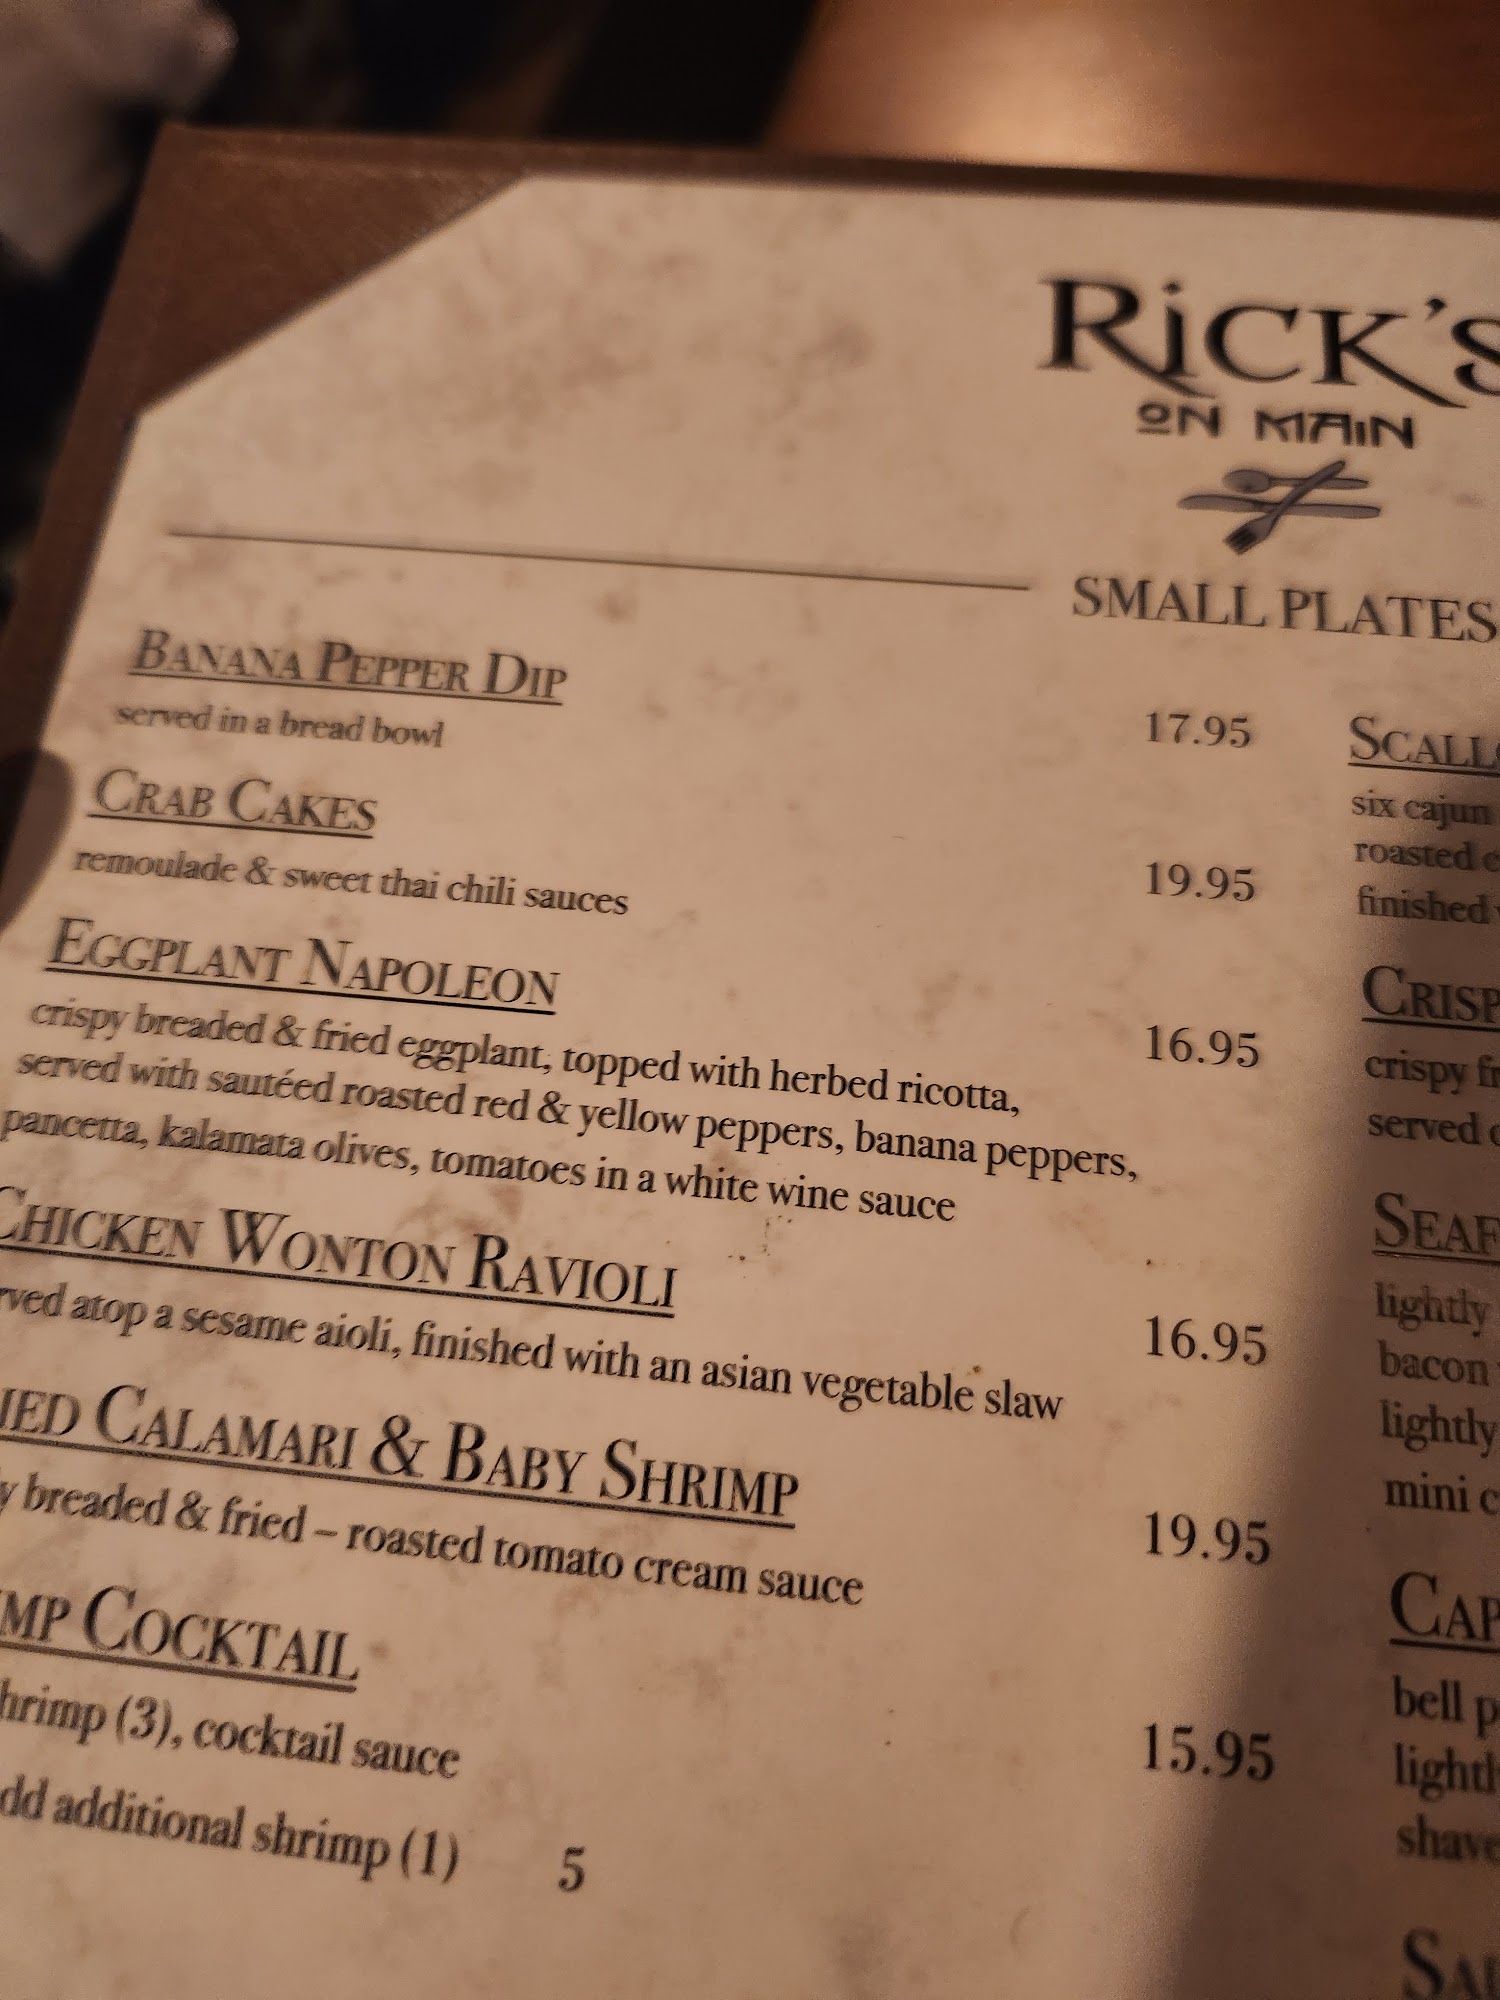 RiCK'S
ON MAIN
SMALL PLATES
BANANA PEPPER DIP
served in a bread bowl 17.95
CRAB CAKES
remoulade & sweet thai chili sauces 19.95
EGGPLANT NAPOLEON
crispy breaded & fried eggplant, topped with herbed ricotta, 16.95
served with sautéed roasted red & yellow peppers, banana peppers,
pancetta, kalamata olives, tomatoes in a white wine sauce
CHICKEN WONTON RAVIOLI
atop a sesame aioli, finished with an asian vegetable slaw 16.95
CALAMARI & BABY SHRIMP
breaded & fried – roasted tomato cream sauce 19.95
COCKTAIL
(3), cocktail sauce 15.95
additional shrimp (1) 5
six cajun
roasted
finished
crispy
served
lightly
bacon
lightly
mini
bell